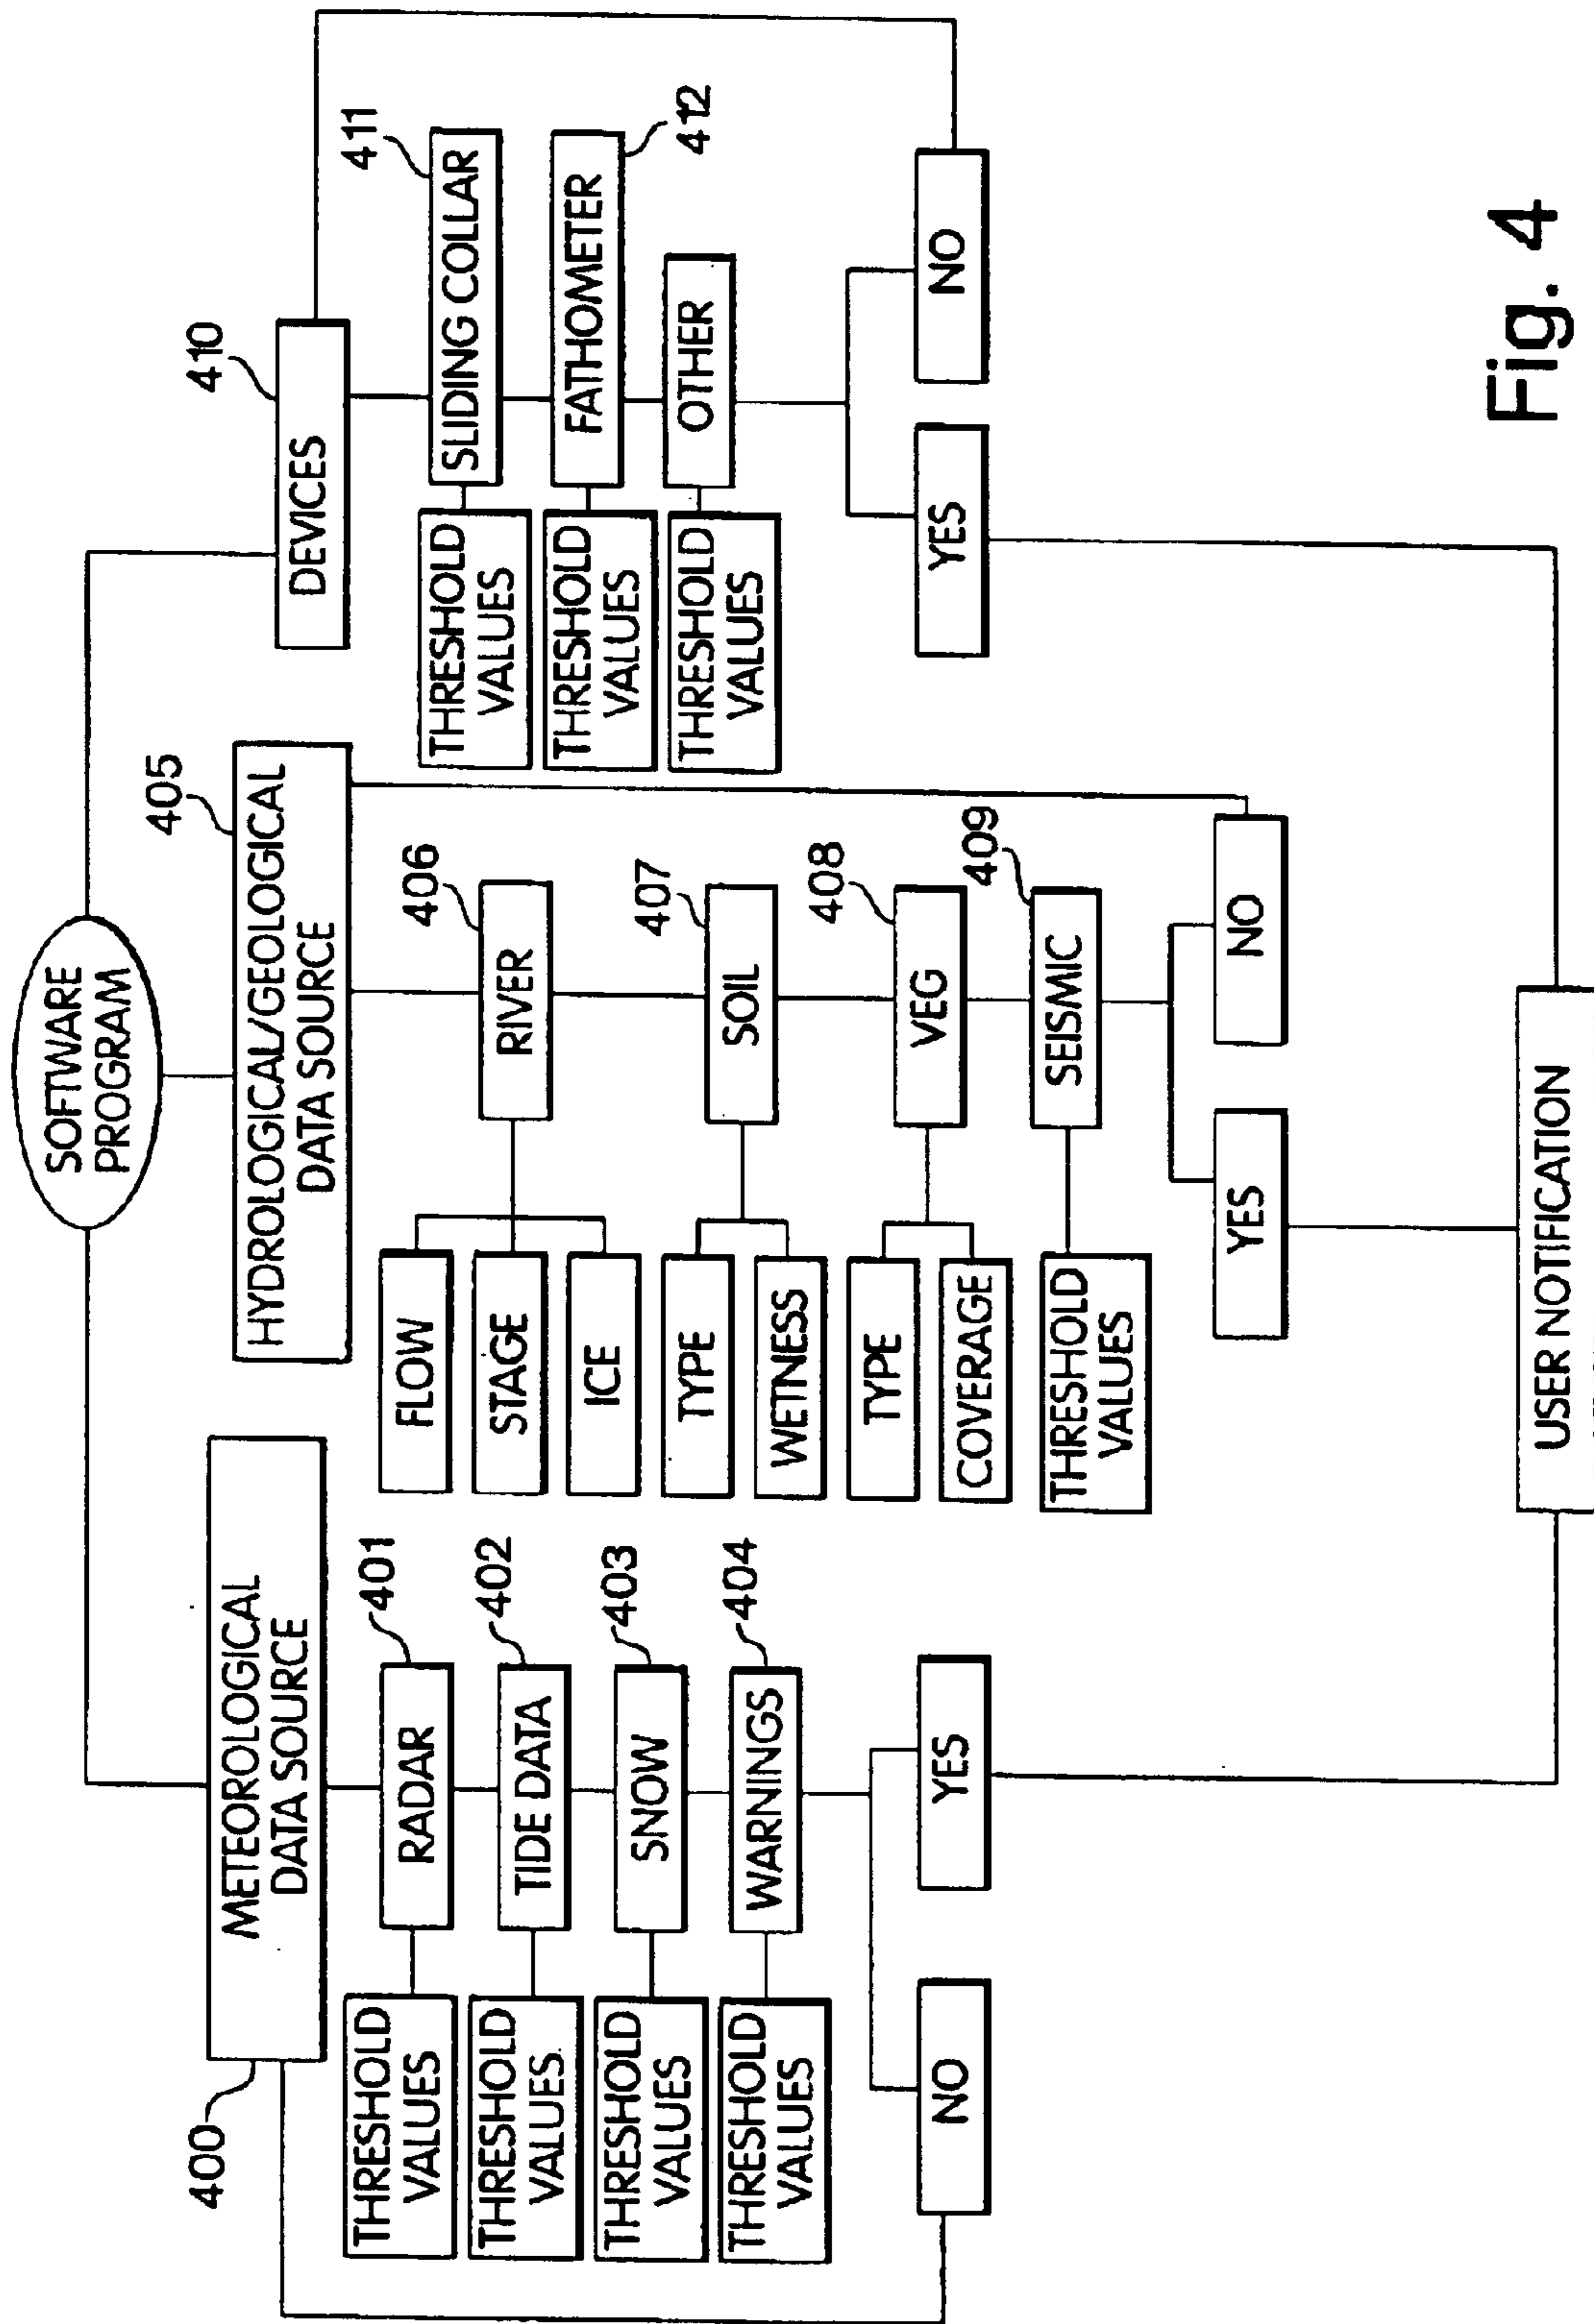 SOFTWARE
PROGRAM
400
METEOROLOGICAL
DATA SOURCE
THRESHOLD
VALUES
RADAR
401
THRESHOLD
VALUES
TIDE DATA
402
THRESHOLD
VALUES
SNOW
403
THRESHOLD
VALUES
WARNINGS
404
NO
YES
405
HYDROLOGICAL/GEOLOGICAL
DATA SOURCE
FLOW
STAGE
ICE
RIVER
406
TYPE
WETNESS
SOIL
407
TYPE
COVERAGE
VEG
408
THRESHOLD
VALUES
SEISMIC
409
YES
NO
410
DEVICES
THRESHOLD
VALUES
SLIDING COLLAR
411
THRESHOLD
VALUES
FATHOMETER
412
THRESHOLD
VALUES
OTHER
YES
NO
USER NOTIFICATION
Fig. 4